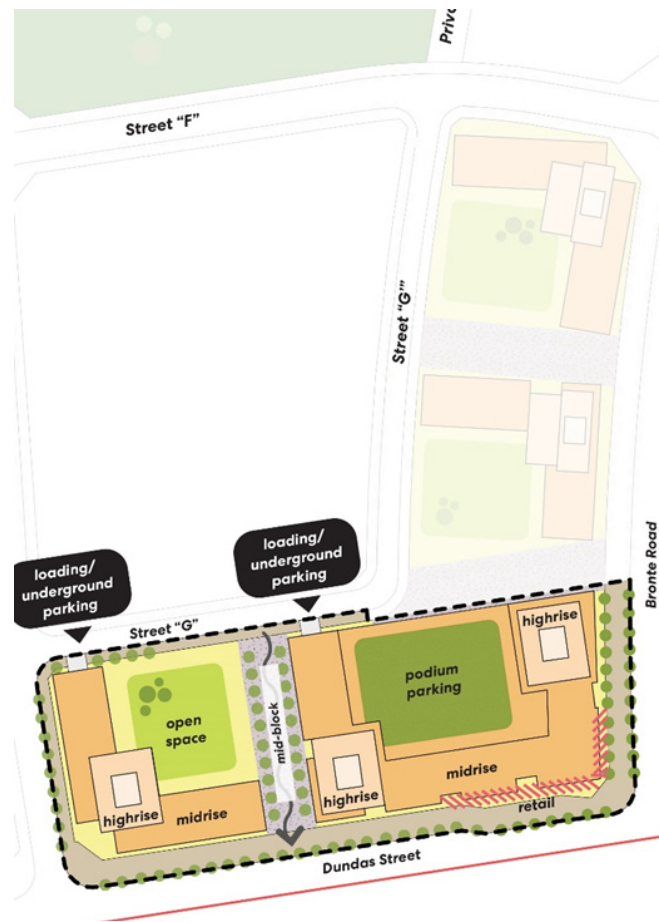 Priva
Street “F”
Street “G”’
Bronte Road
loading/
underground
parking
loading/
underground
parking
Street “G”
highrise
podium
parking
open
space
mid-block
midrise
highrise
highrise
midrise
retail
Dundas Street